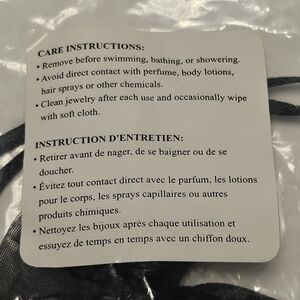 CARE INSTRUCTIONS:
• Remove before swimming, bathing, or showering.
• Avoid direct contact with perfume, body lotions,
hair sprays or other chemicals.
• Clean jewelry after each use and occasionally wipe
with soft cloth.
INSTRUCTION D'ENTRETIEN:
• Retirer avant de nager, de se baigner ou de se
doucher.
• Évitez tout contact direct avec le parfum, les lotions
pour le corps, les sprays capillaires ou autres
produits chimiques.
• Nettoyez les bijoux après chaque utilisation et
essuyez de temps en temps avec un chiffon doux.